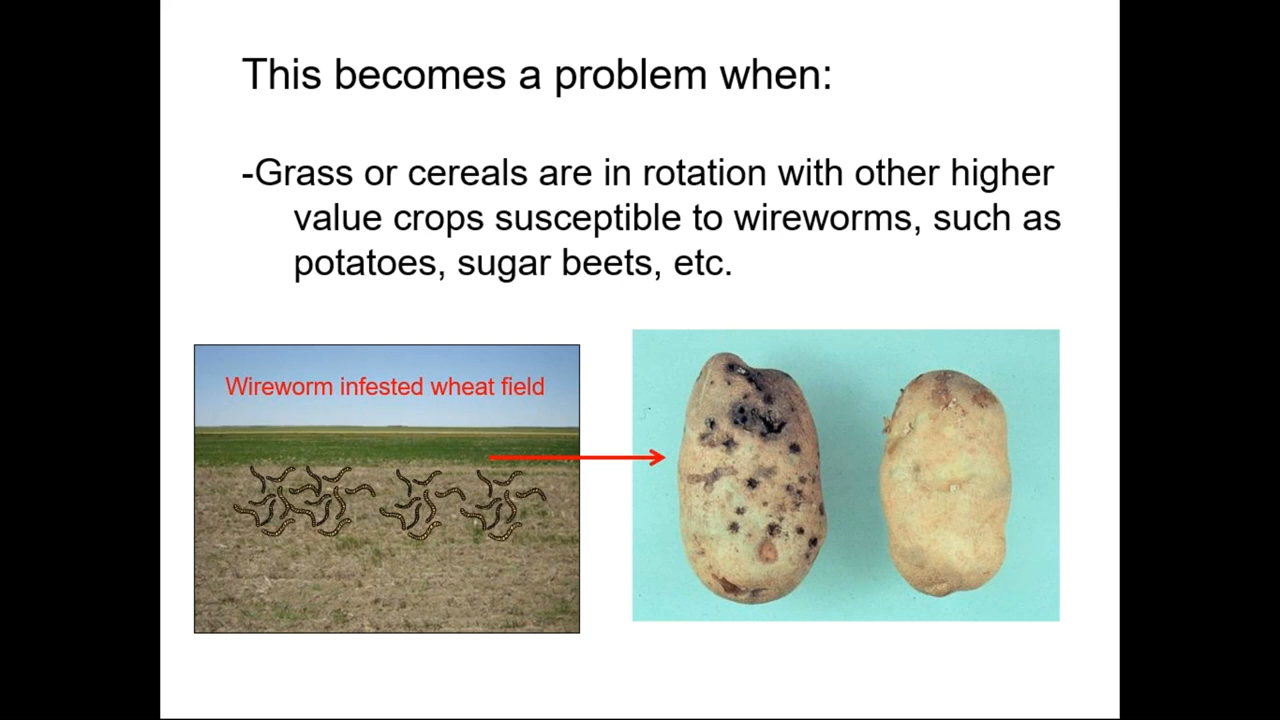 This becomes a problem when:
-Grass or cereals are in rotation with other higher
value crops susceptible to wireworms, such as
potatoes, sugar beets, etc.
Wireworm infested wheat field